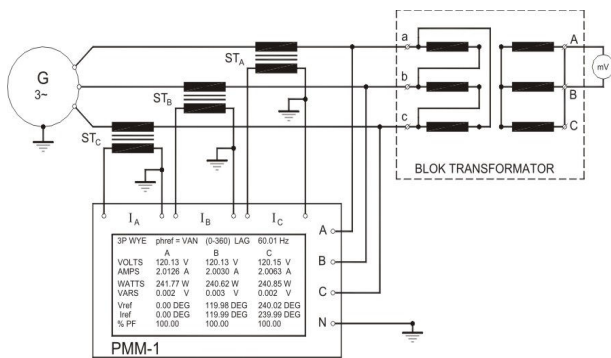 G
3~
ST_A
ST_B
ST_C
a
b
c
A
B
C
mV
BLOK TRANSFORMATOR
I_A I_B I_C
3P WYE phref = VAN (0-360) LAG 60.01 Hz
A B C
VOLTS 120.13 V 120.13 V 120.15 V
AMPS 2.0126 A 2.0030 A 2.0063 A
WATTS 241.77 W 240.62 W 240.85 W
VARS 0.002 V 0.003 V 0.002 V
Vref 0.00 DEG 119.98 DEG 240.02 DEG
Iref 0.00 DEG 119.99 DEG 239.99 DEG
% PF 100.00 100.00 100.00
A
B
C
N
PMM-1